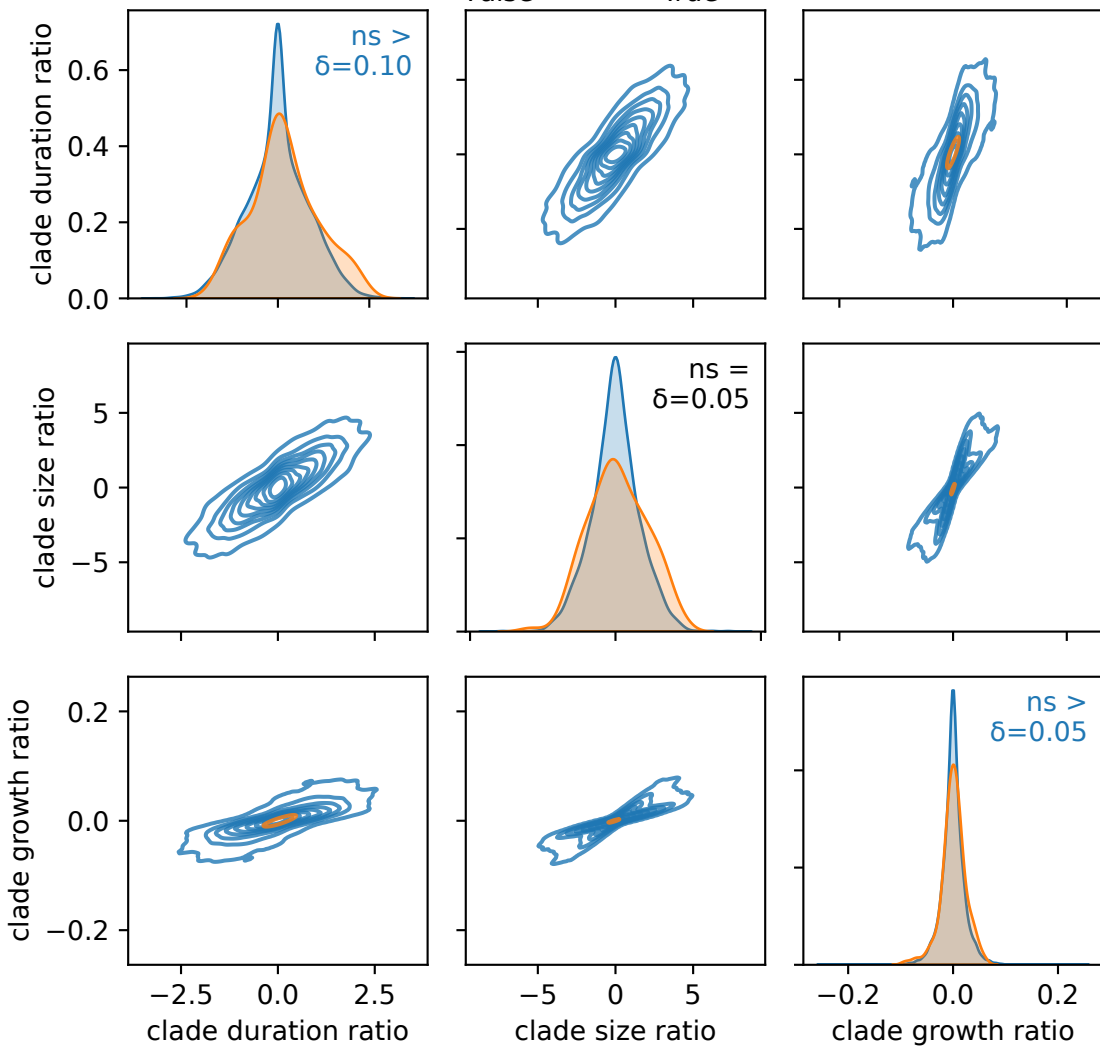 clade duration ratio
0.6
0.4
0.2
0.0
ns >
δ=0.10
clade size ratio
5
0
−5
ns =
δ=0.05
clade growth ratio
0.2
0.0
−0.2
ns >
δ=0.05
−2.5 0.0 2.5
−5 0 5
−0.2 0.0 0.2
clade duration ratio
clade size ratio
clade growth ratio